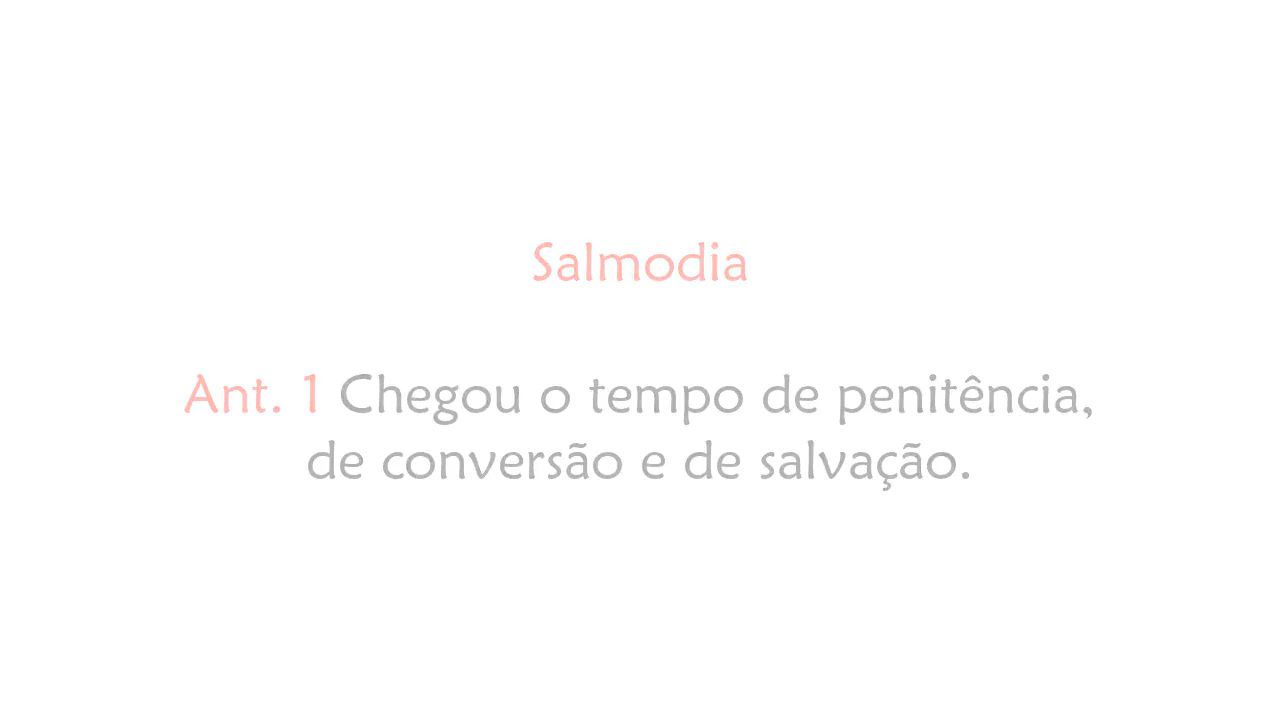 Salmodia
Ant. 1 Chegou o tempo de penitência,
de conversão e de salvação.